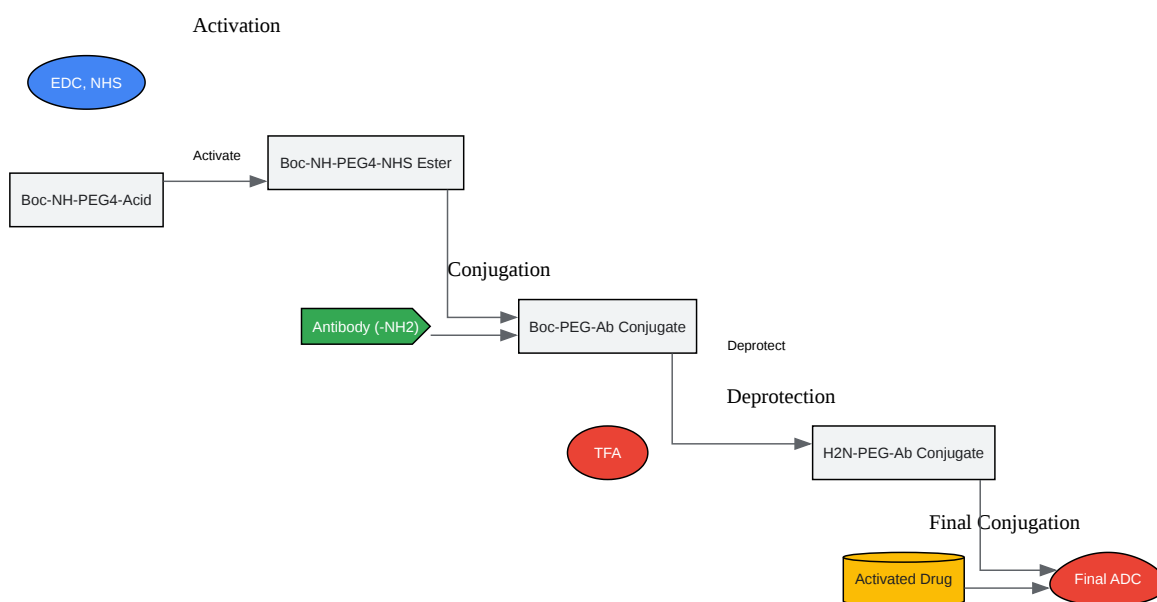 Activation
EDC, NHS
Activate
Boc-NH-PEG4-NHS Ester
Boc-NH-PEG4-Acid
Conjugation
Antibody (-NH2)
Boc-PEG-Ab Conjugate
Deprotect
Deprotection
TFA
H2N-PEG-Ab Conjugate
Final Conjugation
Activated Drug
Final ADC